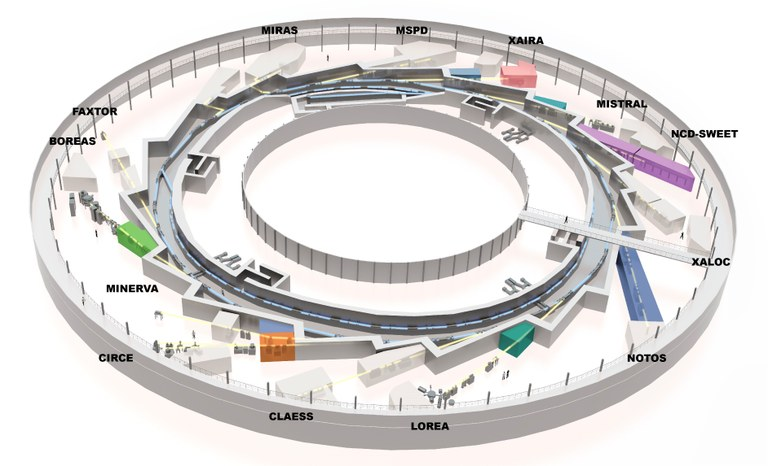 MIRAS
MSPD
XAIRA
MISTRAL
NCD-SWEET
FAXTOR
BOREAS
XALOC
MINERVA
CIRCE
NOTOS
CLAESS
LOREA